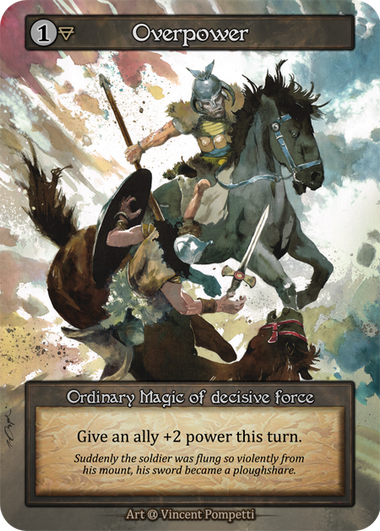 1
Overpower
Ordinary Magic of decisive force
Give an ally +2 power this turn.
Suddenly the soldier was flung so violently from
his mount, his sword became a ploughshare.
Art @ Vincent Pompetti